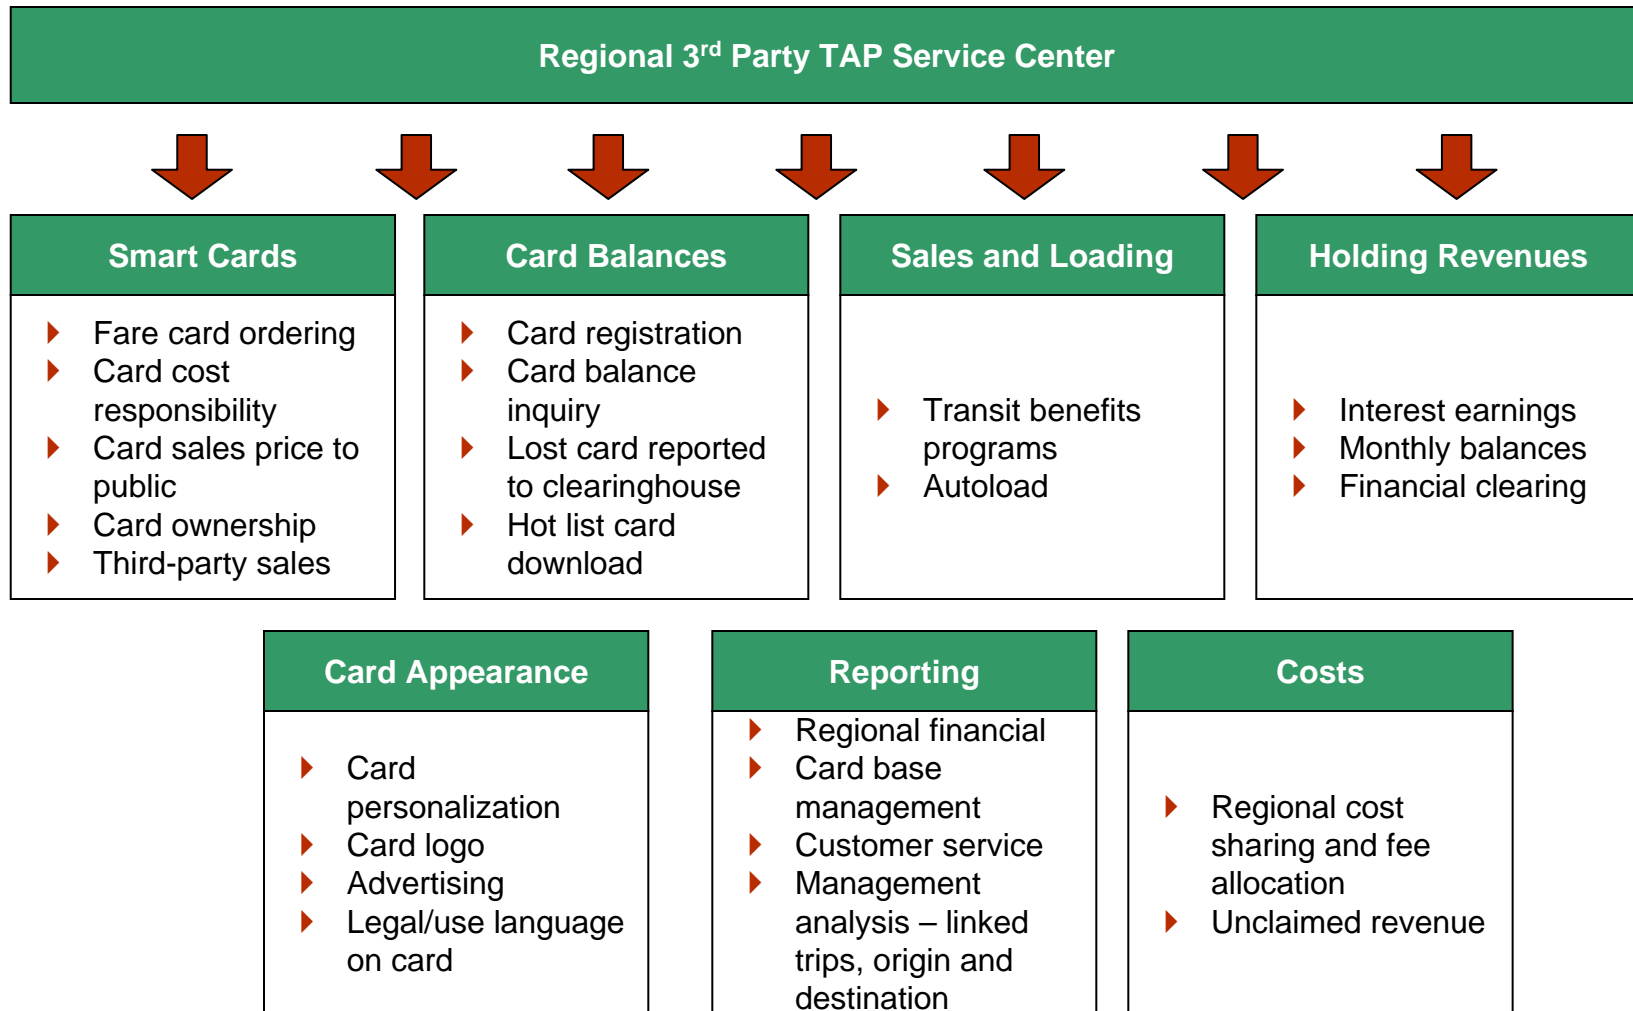 Regional 3rd Party TAP Service Center
Smart Cards
Fare card ordering
Card cost
responsibility
Card sales price to
public
Card ownership
Third-party sales
Card Balances
Card registration
Card balance
inquiry
Lost card reported
to clearinghouse
Hot list card
download
Sales and Loading
Transit benefits
programs
Autoload
Holding Revenues
Interest earnings
Monthly balances
Financial clearing
Card Appearance
Card
personalization
Card logo
Advertising
Legal/use language
on card
Reporting
Regional financial
Card base
management
Customer service
Management
analysis – linked
trips, origin and
destination
Costs
Regional cost
sharing and fee
allocation
Unclaimed revenue